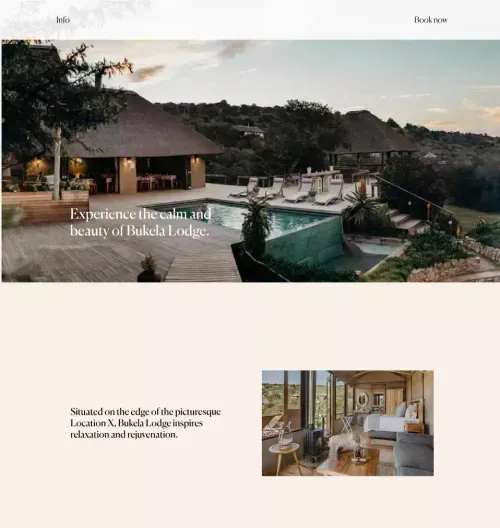 Info
Book now
Experience the calm and
beauty of Bukela Lodge.
Situated on the edge of the picturesque
Location X, Bukela Lodge inspires
relaxation and rejuvenation.